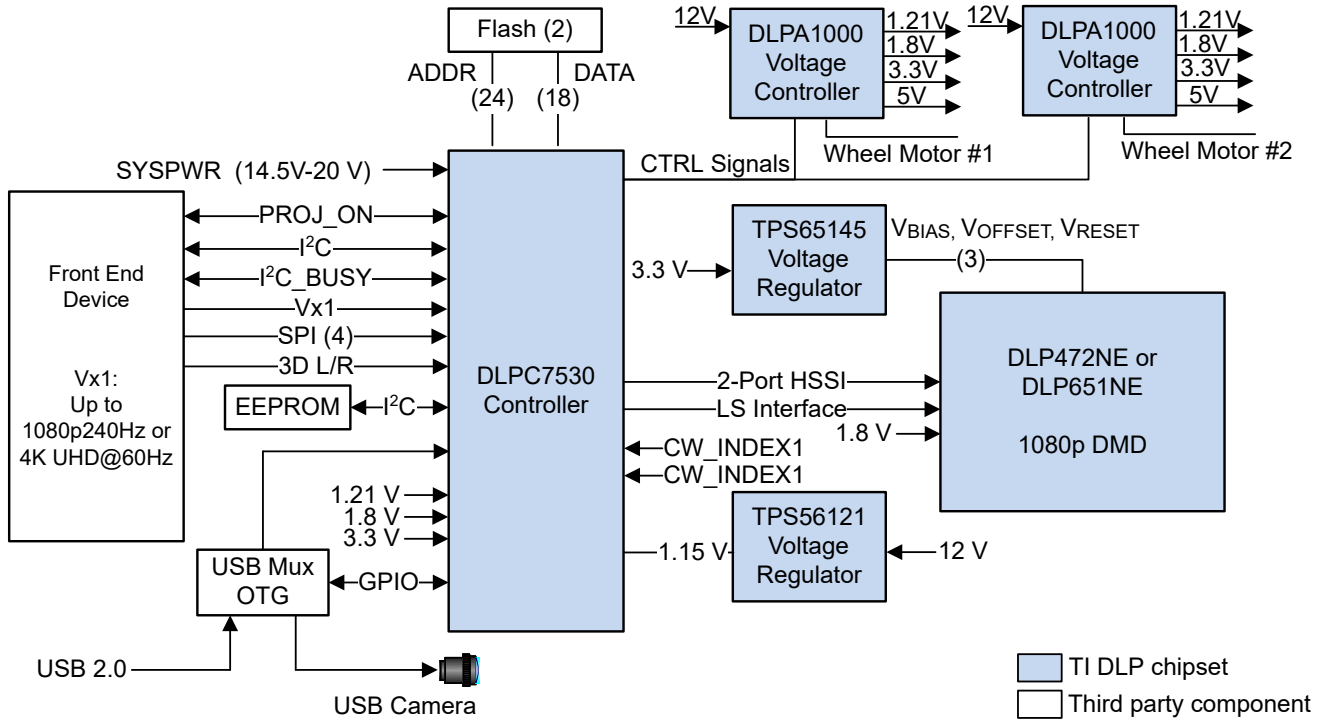 Flash (2)
ADDR
(24)
DATA
(18)
12V
DLPA1000
Voltage
Controller
1.21V
1.8V
3.3V
5V
Wheel Motor #1
12V
DLPA1000
Voltage
Controller
1.21V
1.8V
3.3V
5V
Wheel Motor #2
CTRL Signals
SYSPWR (14.5V-20 V)
Front End
Device
Vx1:
Up to
1080p240Hz or
4K UHD@60Hz
PROJ_ON
I²C
I²C_BUSY
Vx1
SPI (4)
3D L/R
EEPROM
I²C
1.21 V
1.8 V
3.3 V
USB Mux
OTG
GPIO
USB 2.0
USB Camera
DLPC7530
Controller
3.3 V
TPS65145
Voltage
Regulator
VBIAS, VOFFSET, VRESET
(3)
2-Port HSSI
LS Interface
1.8 V
DLP472NE or
DLP651NE
1080p DMD
CW_INDEX1
CW_INDEX1
1.15 V
TPS56121
Voltage
Regulator
12 V
TI DLP chipset
Third party component